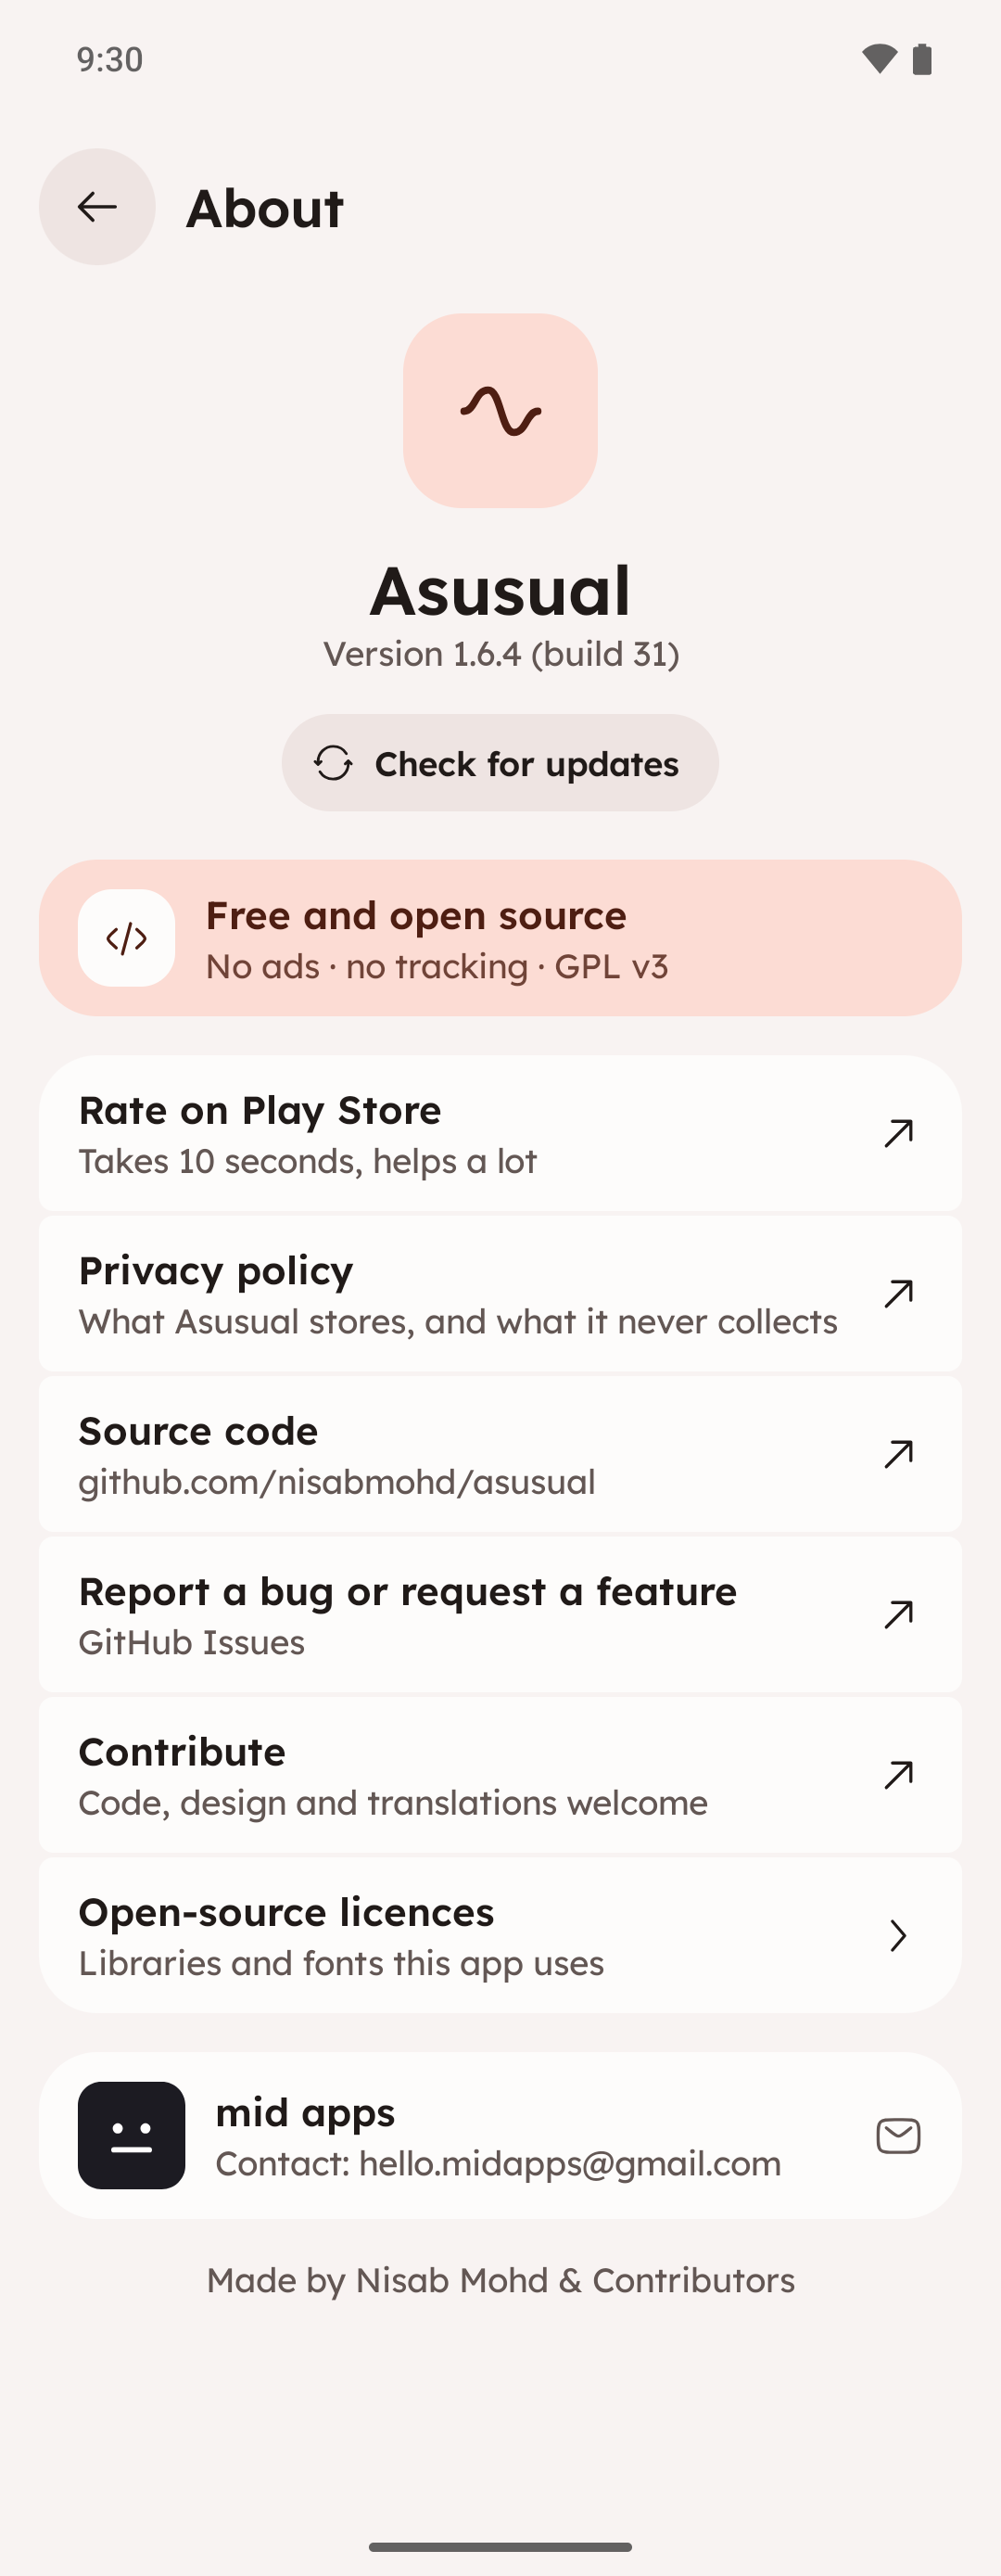 9:30
About
Asusual
Version 1.6.4 (build 31)
Check for updates
Free and open source
No ads · no tracking · GPL v3
Rate on Play Store
Takes 10 seconds, helps a lot
Privacy policy
What Asusual stores, and what it never collects
Source code
github.com/nisabmohd/asusual
Report a bug or request a feature
GitHub Issues
Contribute
Code, design and translations welcome
Open-source licences
Libraries and fonts this app uses
mid apps
Contact: hello.midapps@gmail.com
Made by Nisab Mohd & Contributors